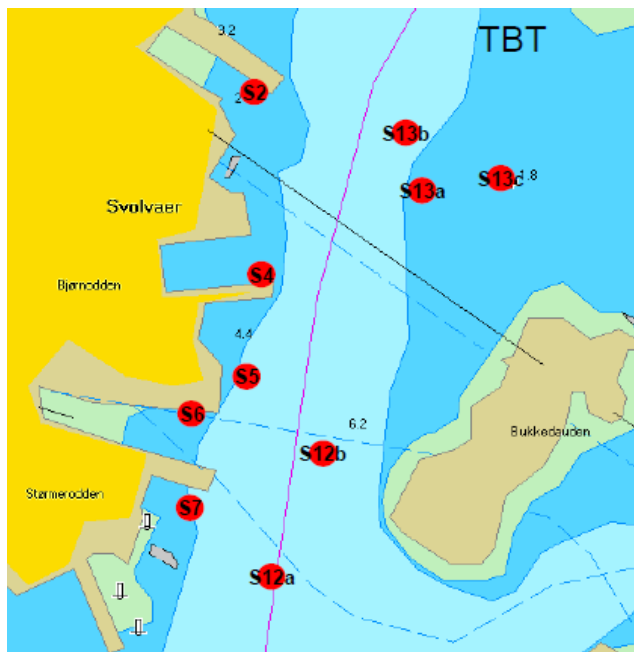 3.2
TBT
2
S2
S13b
S13c
1.8
S13a
Svolvaer
S4
Bjørnodden
4.4
S5
S6
6.2
Bukkedauden
S12b
Størmerodden
S7
S12a